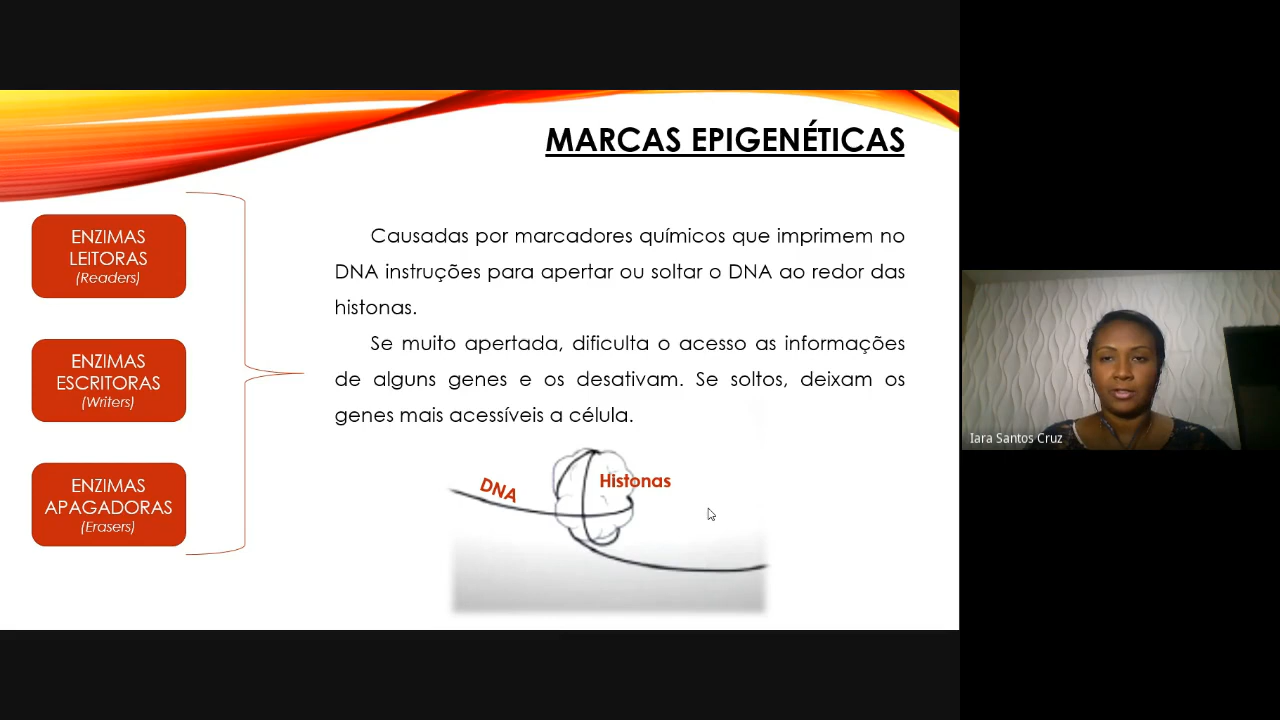 MARCAS EPIGENÉTICAS
ENZIMAS
LEITORAS
(Readers)
ENZIMAS
ESCRITORAS
(Writers)
ENZIMAS
APAGADORAS
(Erasers)
Causadas por marcadores químicos que imprimem no
DNA instruções para apertar ou soltar o DNA ao redor das
histonas.
Se muito apertada, dificulta o acesso as informações
de alguns genes e os desativam. Se soltos, deixam os
genes mais acessíveis a célula.
DNA
Histonas
Iara Santos Cruz